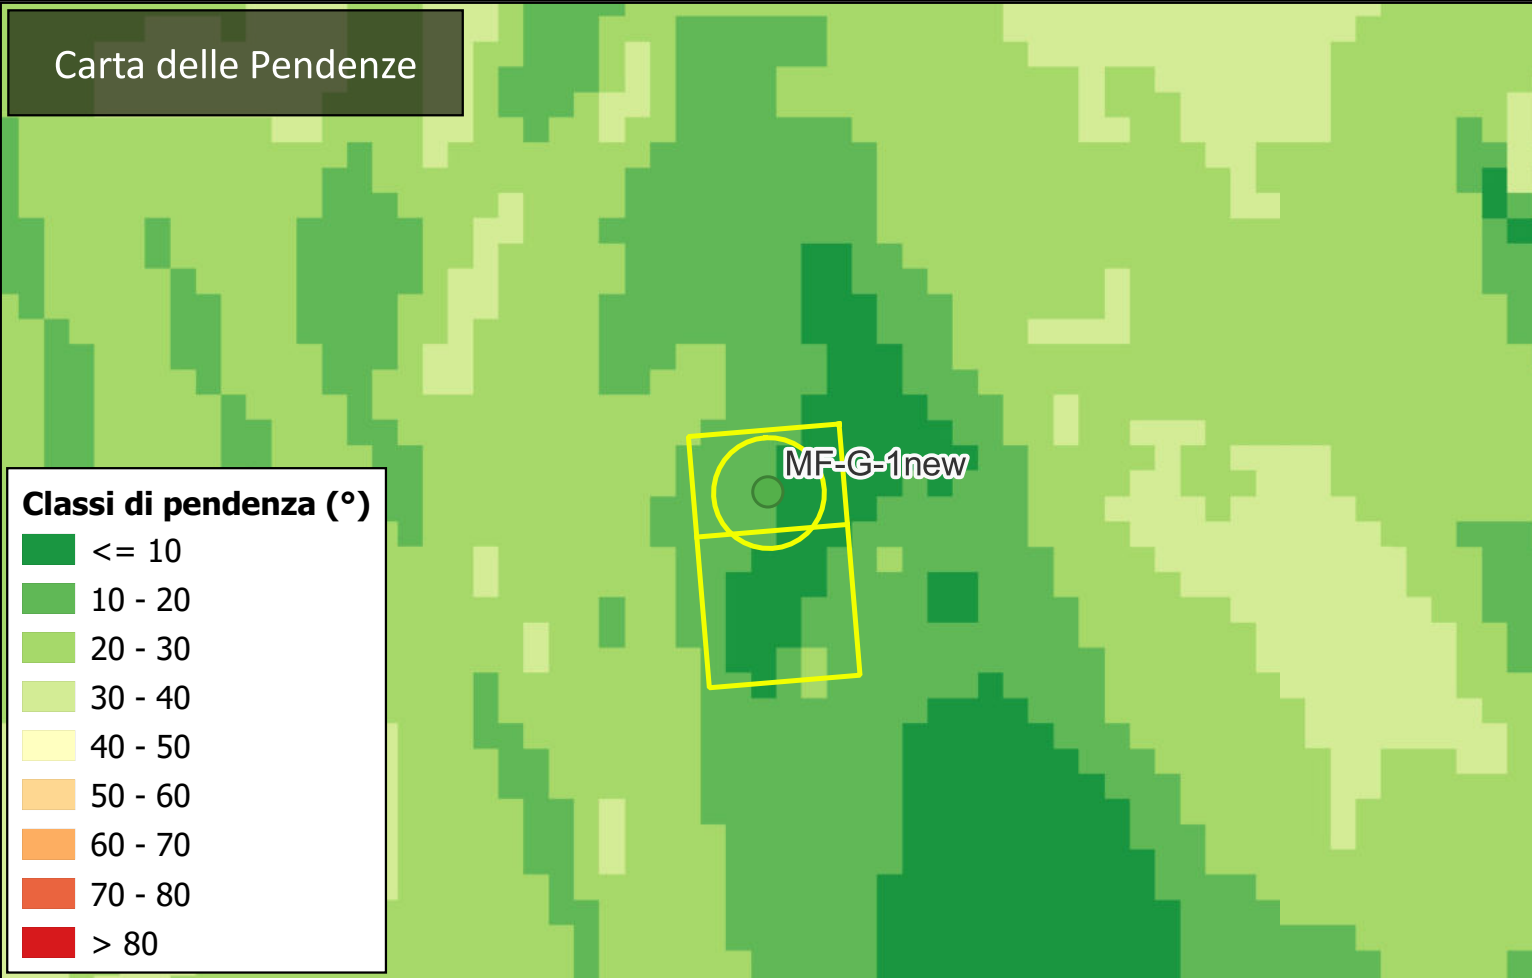 Carta delle Pendenze
MF-G-1new
Classi di pendenza (°)
<= 10
10 - 20
20 - 30
30 - 40
40 - 50
50 - 60
60 - 70
70 - 80
> 80